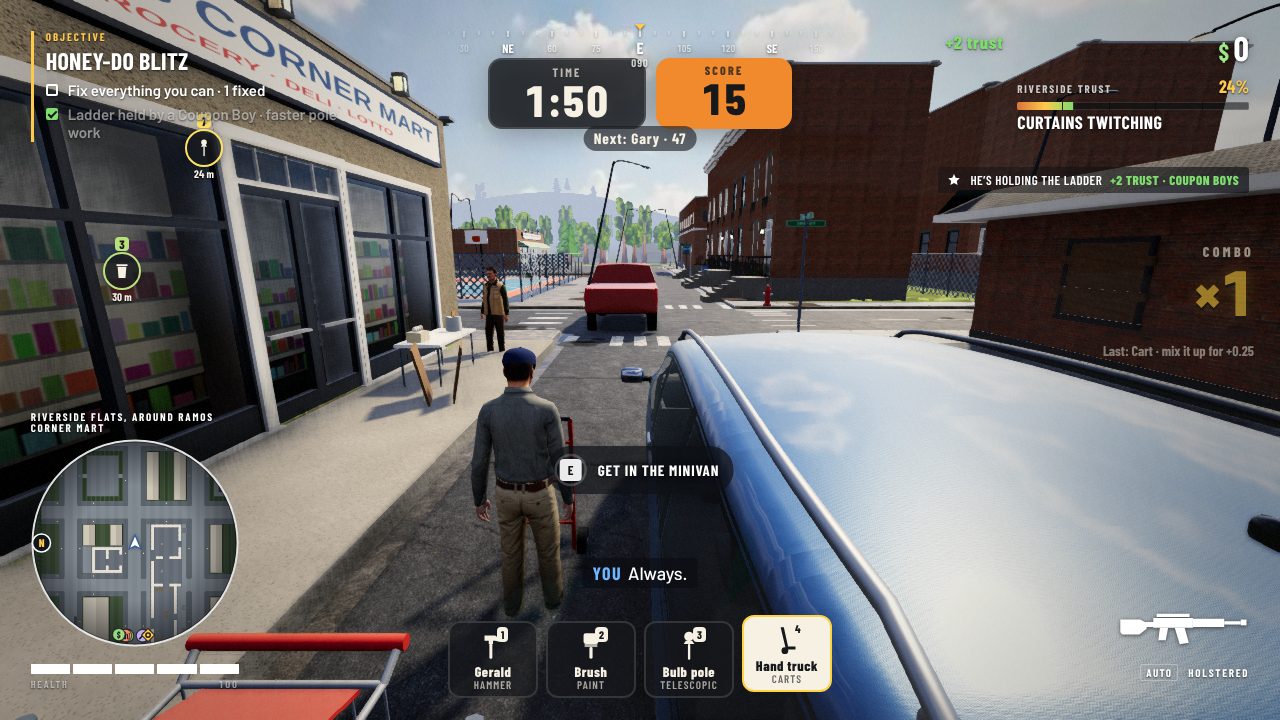 OBJECTIVE
HONEY-DO BLITZ
Fix everything you can · 1 fixed
Ladder held by a Coupon Boy · faster pole
work
30 NE 60 75 E 105 120 SE 150
090
TIME
1:50
SCORE
15
Next: Gary · 47
+2 trust
$0
RIVERSIDE TRUST
24%
CURTAINS TWITCHING
HE'S HOLDING THE LADDER +2 TRUST · COUPON BOYS
COMBO
×1
Last: Cart · mix it up for +0.25
CORNER MART
GROCERY · DELI · LOTTO
24 m
3
30 m
RIVERSIDE FLATS, AROUND RAMOS
CORNER MART
N
E GET IN THE MINIVAN
YOU Always.
HEALTH 100
1
Gerald
HAMMER
2
Brush
PAINT
3
Bulb pole
TELESCOPIC
4
Hand truck
CARTS
AUTO HOLSTERED